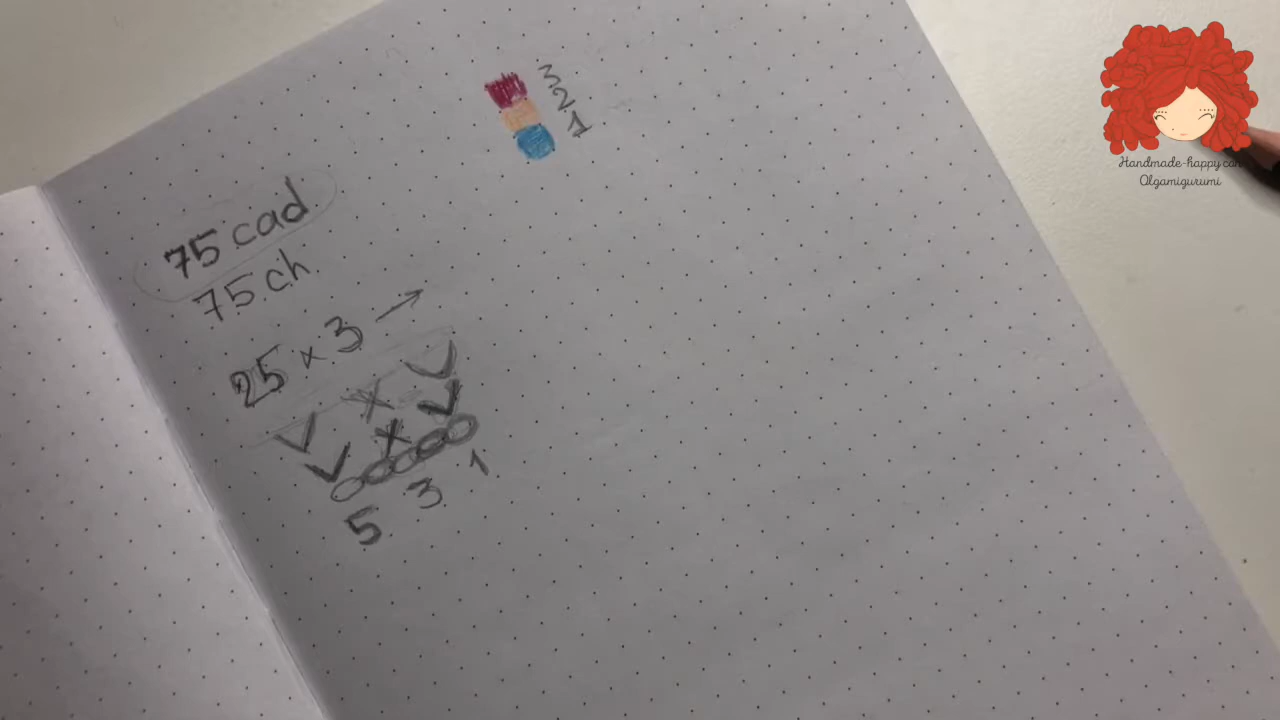 3
2
1
75 cad
75 ch
25 x 3 →
V X V
V X V
5 3 1
Handmade-happy.com
Olgamigurumi